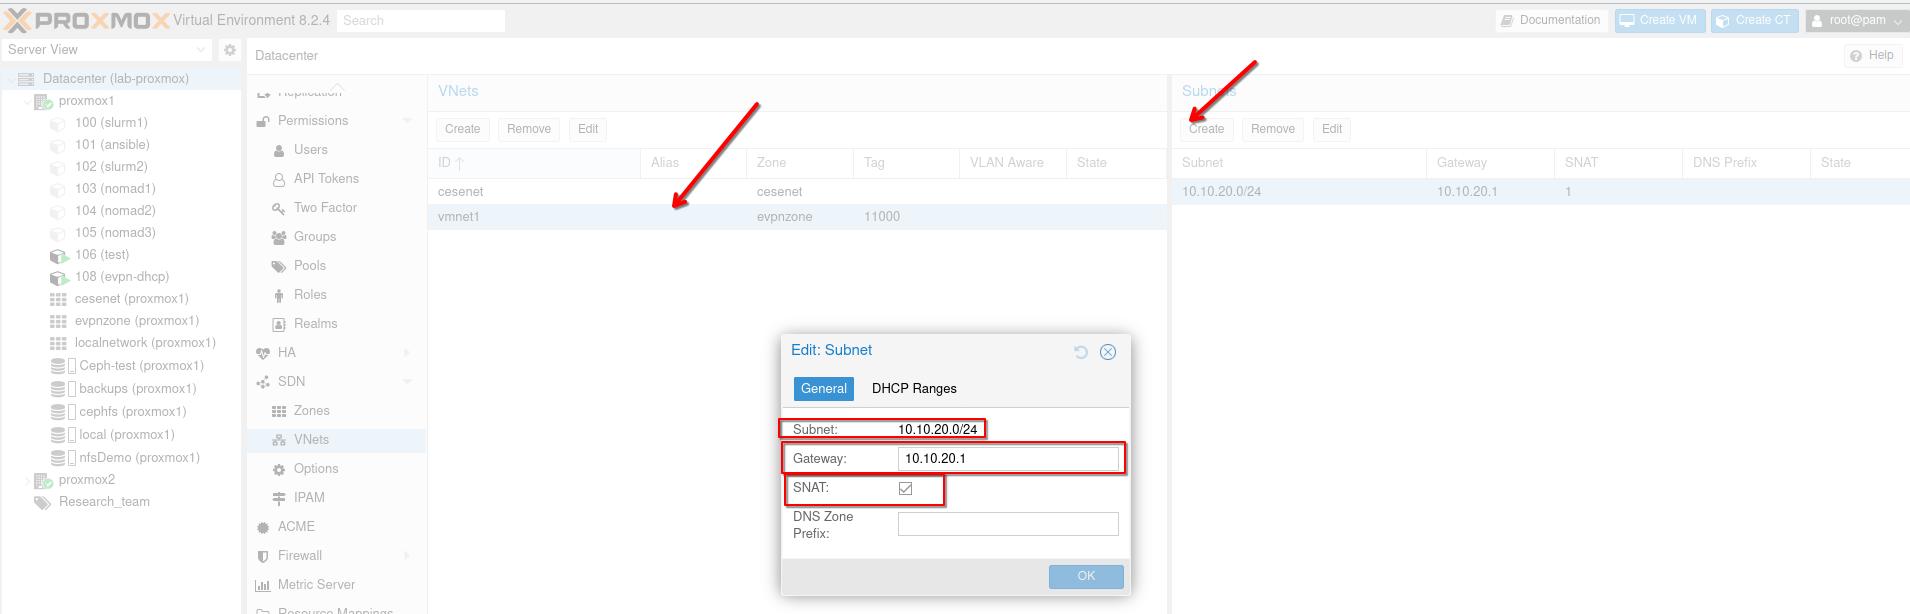 PROXMOX Virtual Environment 8.2.4 Search Documentation Create VM Create CT root@pam
Server View
Datacenter Help
Datacenter (lab-proxmox)
proxmox1
100 (slurm1)
101 (ansible)
102 (slurm2)
103 (nomad1)
104 (nomad2)
105 (nomad3)
106 (test)
108 (evpn-dhcp)
cesenet (proxmox1)
evpnzone (proxmox1)
localnetwork (proxmox1)
Ceph-test (proxmox1)
backups (proxmox1)
cephfs (proxmox1)
local (proxmox1)
nfsDemo (proxmox1)
proxmox2
Research_team
Replication
Permissions
Users
API Tokens
Two Factor
Groups
Pools
Roles
Realms
HA
SDN
Zones
VNets
Options
IPAM
ACME
Firewall
Metric Server
Resource Mappings
VNets
Create Remove Edit
ID Alias Zone Tag VLAN Aware State
cesenet cesenet
vmnet1 evpnzone 11000
Subnets
Create Remove Edit
Subnet Gateway SNAT DNS Prefix State
10.10.20.0/24 10.10.20.1 1
Edit: Subnet
General DHCP Ranges
Subnet: 10.10.20.0/24
Gateway: 10.10.20.1
SNAT:
DNS Zone
Prefix:
OK